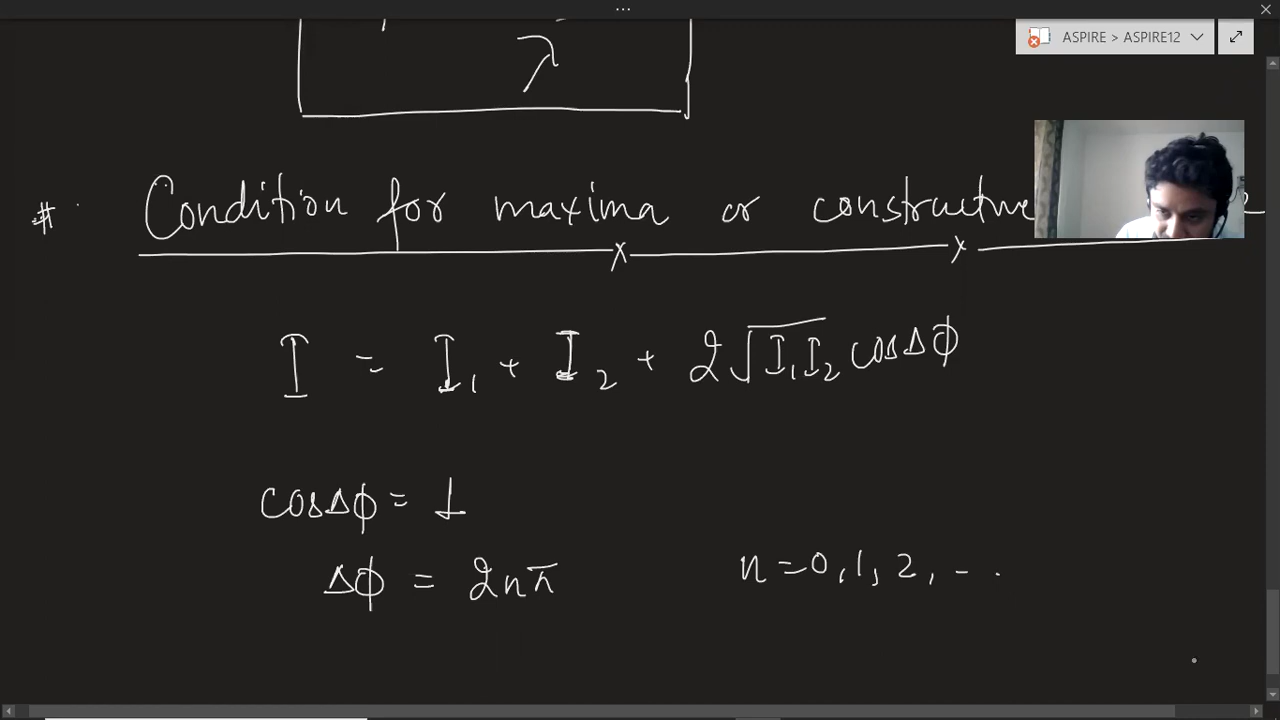 ASPIRE > ASPIRE12
# Condition for maxima or constructive
I = I₁ + I₂ + 2√I₁I₂ cosΔϕ
cosΔϕ = 1
Δϕ = 2nπ n = 0, 1, 2, - .